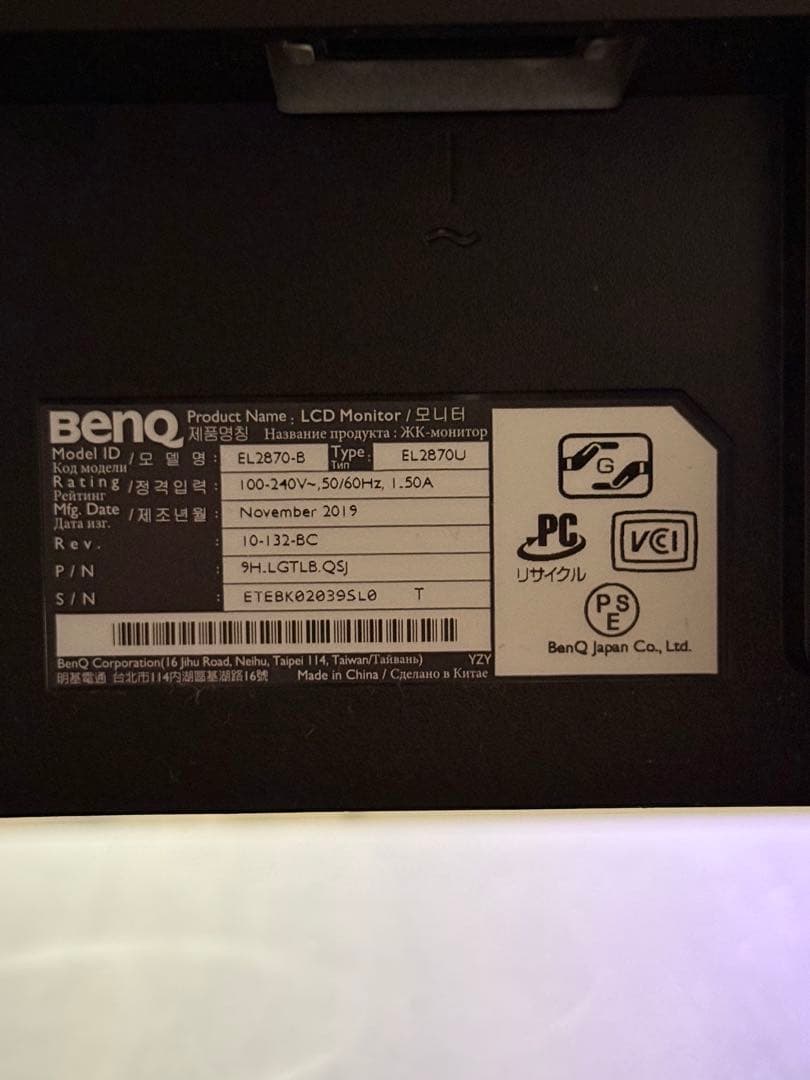 BenQ Product Name : LCD Monitor / 모니터
제품명칭 Название продукта : ЖК-монитор
Model ID / 모 델 명 : EL2870-B Type : EL2870U
Код модели Тип
Rating / 정격입력 : 100-240V~,50/60Hz, 1.50A
Рейтинг
Mfg. Date / 제조년월 : November 2019
Дата изг.
Rev. : 10-132-BC
P/N : 9H.LGTLB.QSJ
S/N : ETEBK02039SL0 T
BenQ Corporation(16 Jihu Road, Neihu, Taipei 114, Taiwan/Тайвань) YZY
明基電通 台北市114內湖區基湖路16號 Made in China / Сделано в Китае
G
PC
リサイクル
VCCI
PSE
BenQ Japan Co., Ltd.